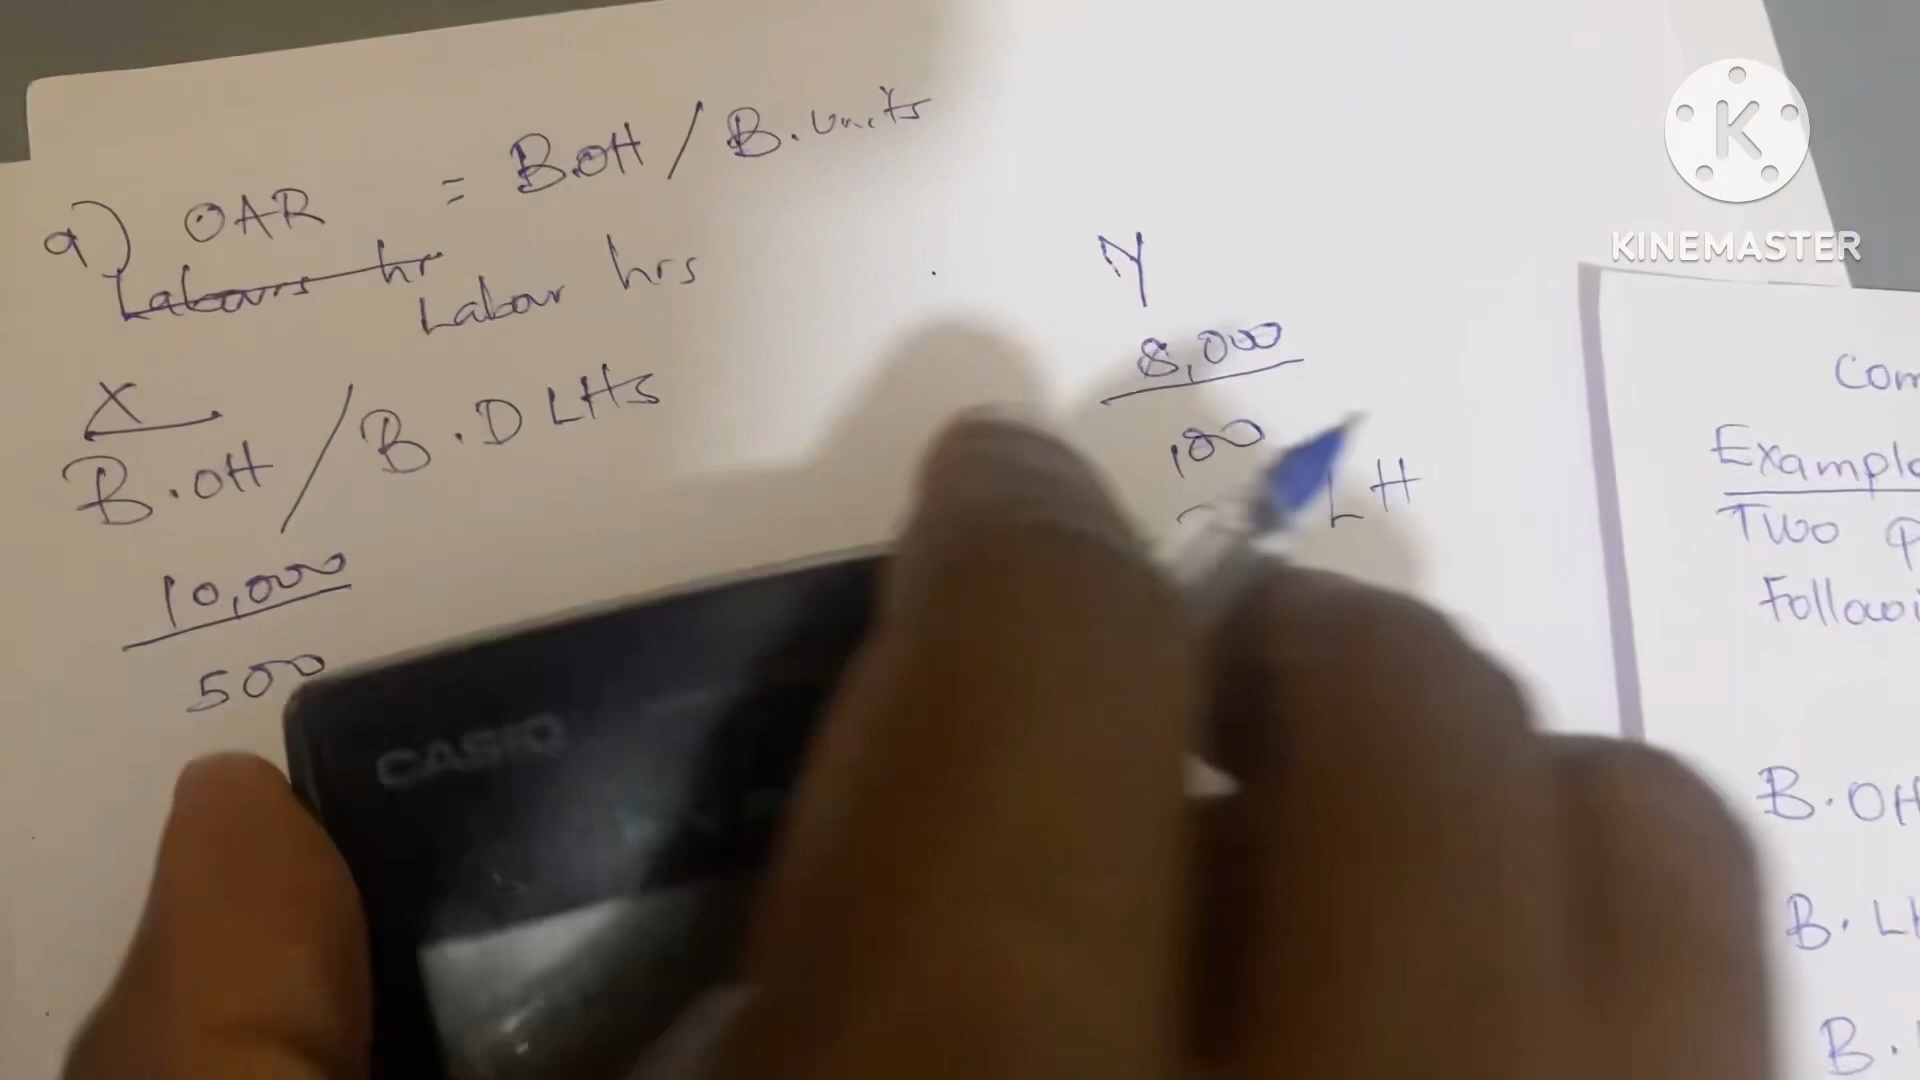 a) OAR = B.OH / B. Units
Labours hr
Labour hrs
X
B.OH / B.DLHs
10,000
500
Y
8,000
100
LH
CASIO
K
KINEMASTER
Com
Example
Two P
Followi
B.OH
B. LH
B.